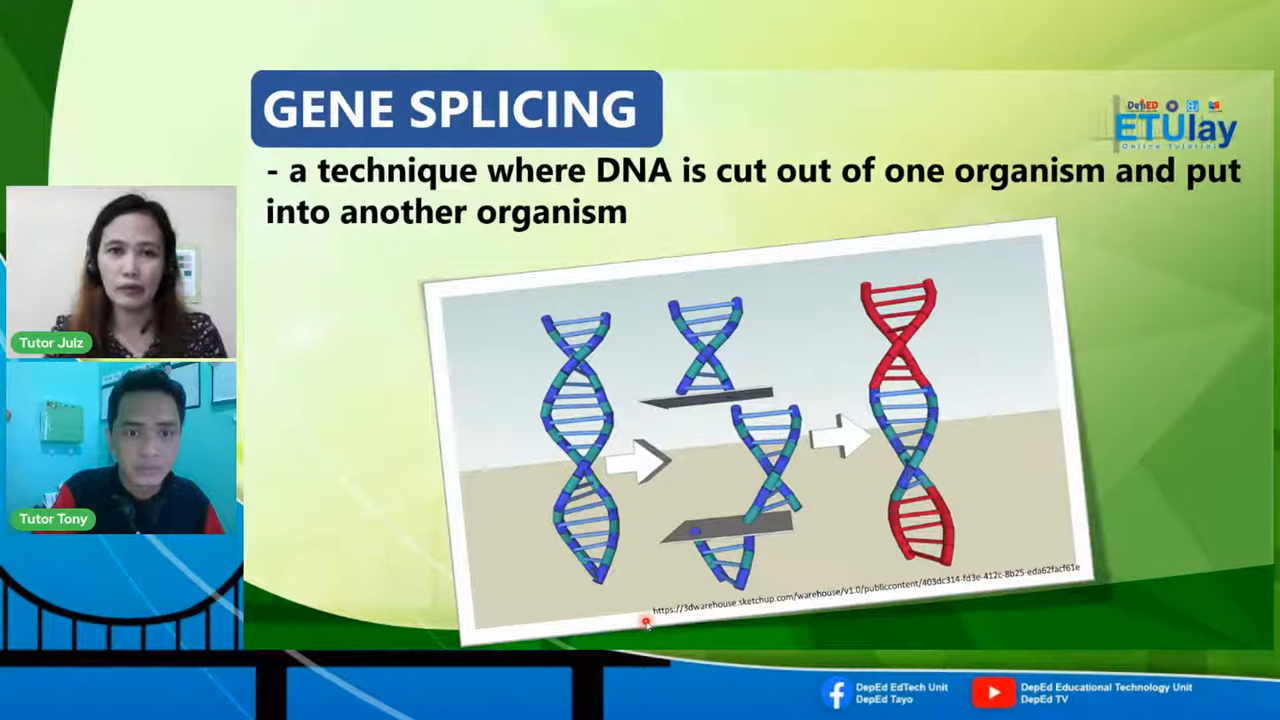 GENE SPLICING
DepED
ETUlay
Online Tutorial
- a technique where DNA is cut out of one organism and put
into another organism
Tutor Julz
Tutor Tony
https://3dwarehouse.sketchup.com/warehouse/v1.0/publiccontent/403dc314-fd3e-412c-8b25-eda62facf61e
DepEd EdTech Unit
DepEd Tayo
DepEd Educational Technology Unit
DepEd TV